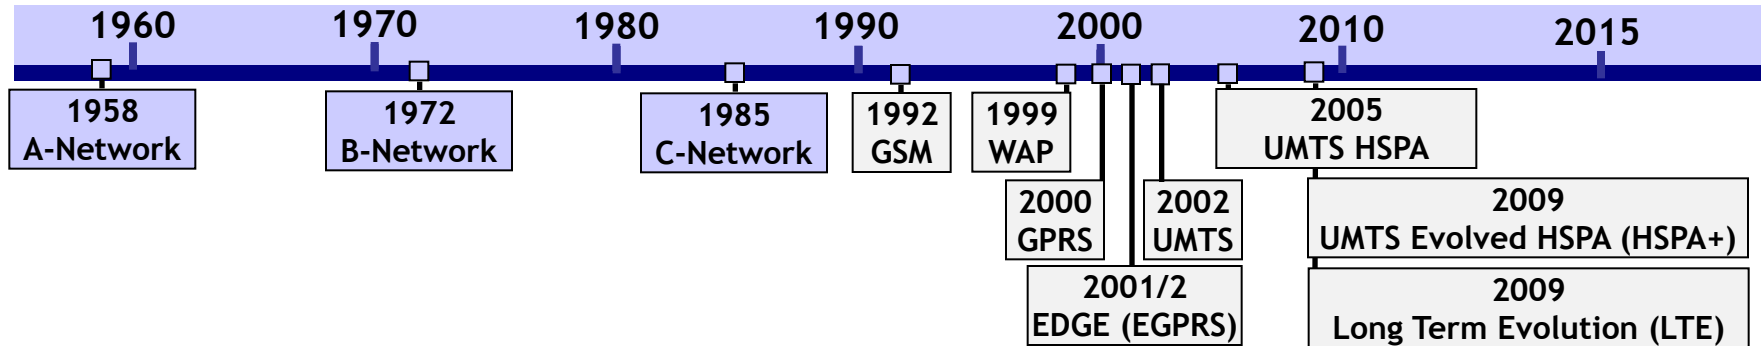 1960 1970 1980 1990 2000 2010 2015
1958
A-Network
1972
B-Network
1985
C-Network
1992
GSM
1999
WAP
2005
UMTS HSPA
2000
GPRS
2002
UMTS
2009
UMTS Evolved HSPA (HSPA+)
2001/2
EDGE (EGPRS)
2009
Long Term Evolution (LTE)